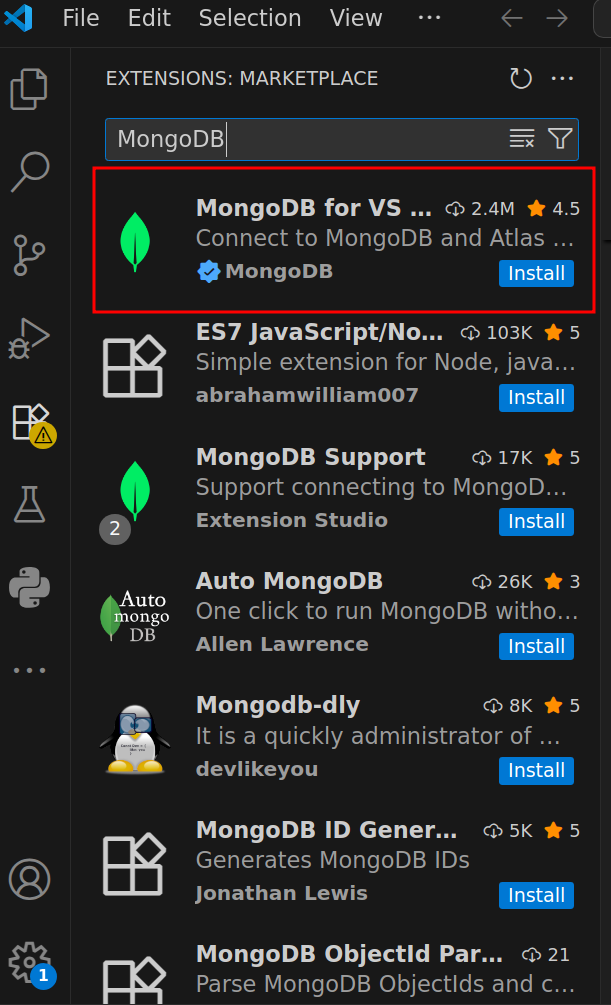 File Edit Selection View ...
EXTENSIONS: MARKETPLACE
MongoDB
MongoDB for VS ... 2.4M 4.5
Connect to MongoDB and Atlas ...
MongoDB Install
ES7 JavaScript/No... 103K 5
Simple extension for Node, java...
abrahamwilliam007 Install
MongoDB Support 17K 5
Support connecting to MongoD...
2 Extension Studio Install
Auto MongoDB 26K 3
Auto
mongo
DB
One click to run MongoDB witho...
Allen Lawrence Install
Mongodb-dly 8K 5
It is a quickly administrator of ...
devlikeyou Install
MongoDB ID Gener... 5K 5
Generates MongoDB IDs
Jonathan Lewis Install
MongoDB ObjectId Par... 21
1 Parse MongoDB ObjectIds and c...